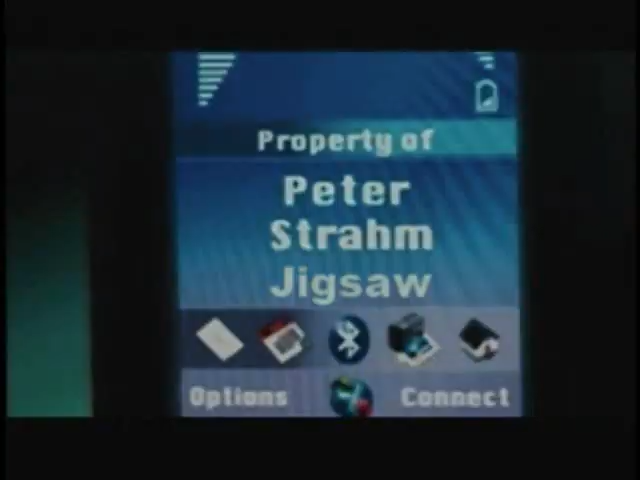 Property of
Peter
Strahm
Jigsaw
Options
Connect